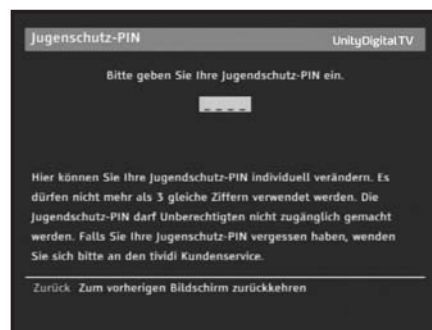 Jugenschutz-PIN UnityDigitalTV
Bitte geben Sie Ihre Jugendschutz-PIN ein.
_ _ _ _
Hier können Sie Ihre Jugendschutz-PIN individuell verändern. Es
dürfen nicht mehr als 3 gleiche Ziffern verwendet werden. Die
Jugendschutz-PIN darf Unberechtigten nicht zugänglich gemacht
werden. Falls Sie Ihre Jugenschutz-PIN vergessen haben, wenden
Sie sich bitte an den tividi Kundenservice.
Zurück Zum vorherigen Bildschirm zurückkehren